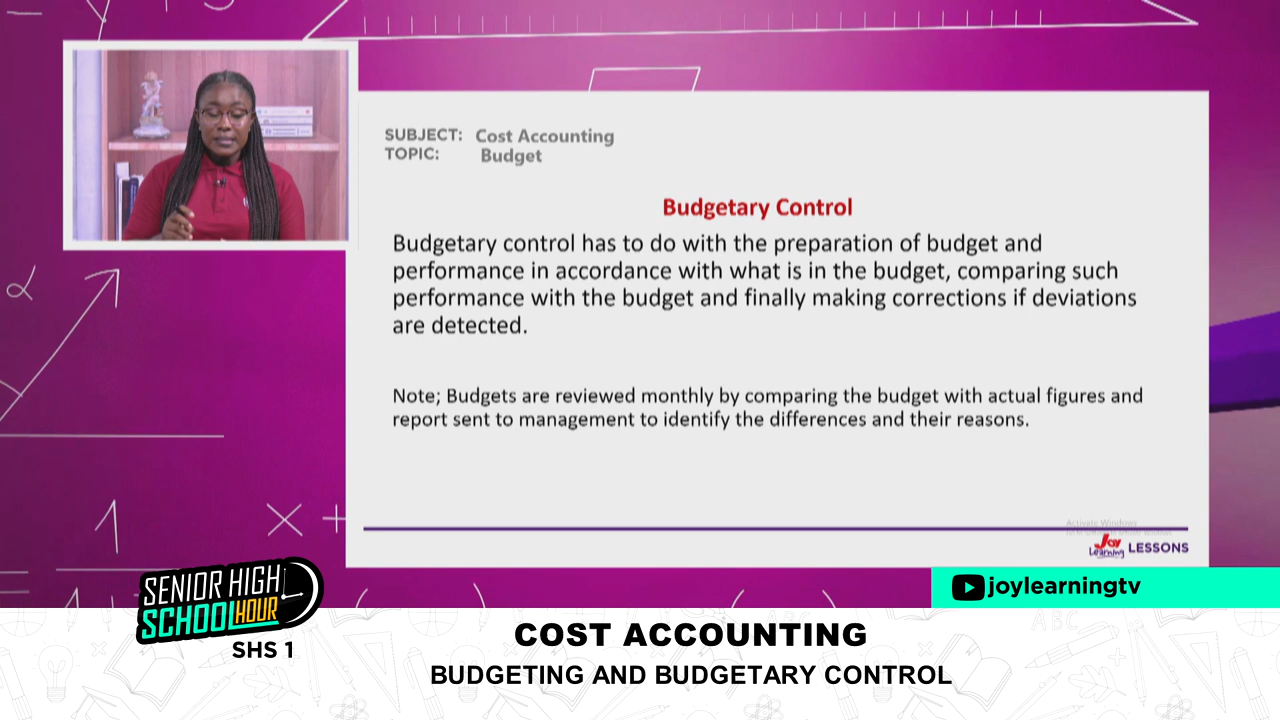 SUBJECT: Cost Accounting
TOPIC: Budget
Budgetary Control
Budgetary control has to do with the preparation of budget and
performance in accordance with what is in the budget, comparing such
performance with the budget and finally making corrections if deviations
are detected.
Note; Budgets are reviewed monthly by comparing the budget with actual figures and
report sent to management to identify the differences and their reasons.
Activate Windows
Joy Learning LESSONS
joylearningtv
SENIOR HIGH
SCHOOL HOUR
SHS 1
COST ACCOUNTING
BUDGETING AND BUDGETARY CONTROL